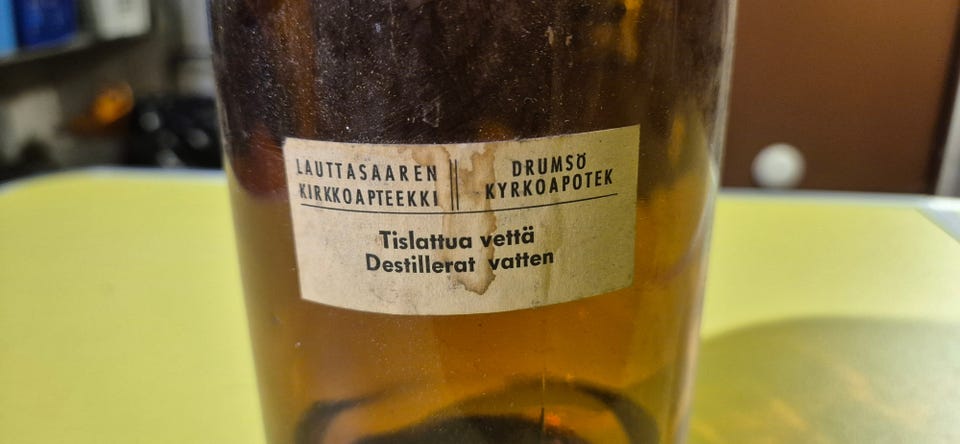 LAUTTASAAREN
KIRKKOAPTEEKKI
DRUMSÖ
KYRKOAPOTEK
Tislattua vettä
Destillerat vatten